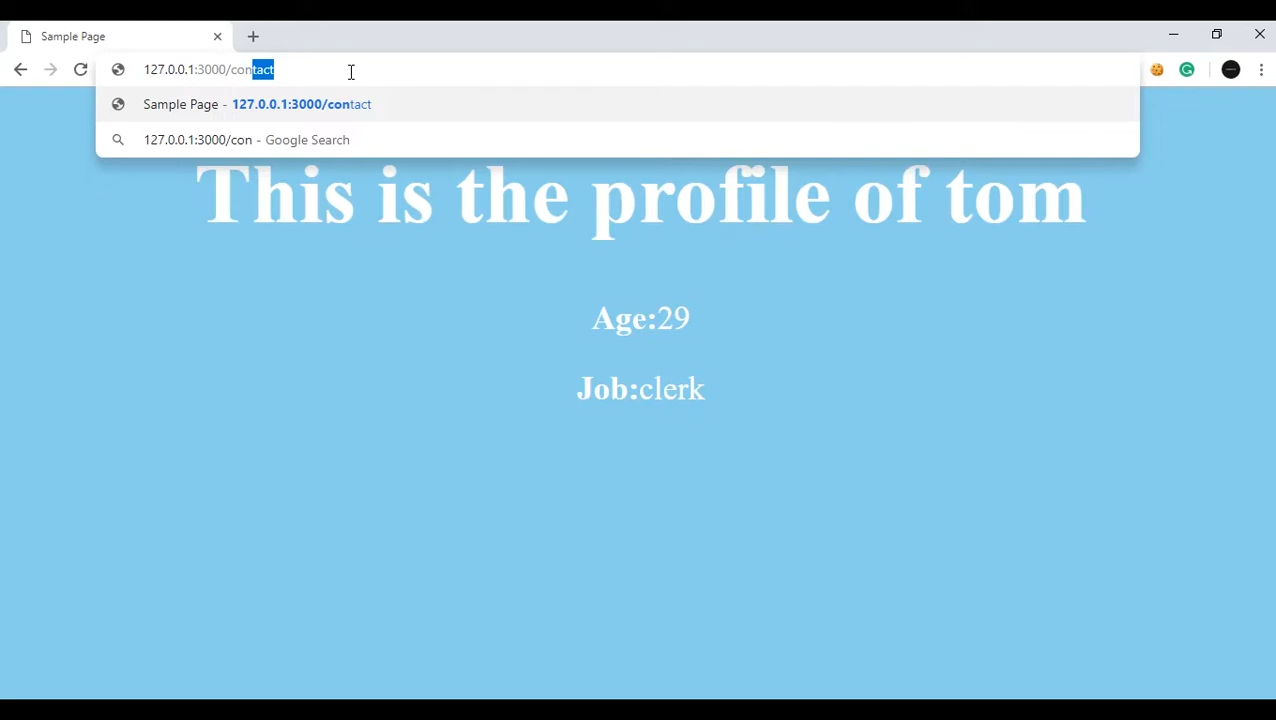 Sample Page
127.0.0.1:3000/contact
Sample Page - 127.0.0.1:3000/contact
127.0.0.1:3000/con - Google Search
This is the profile of tom
Age:29
Job:clerk